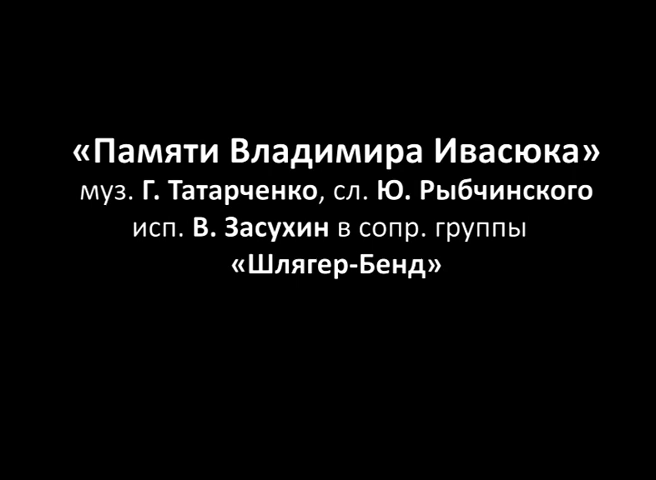 «Памяти Владимира Ивасюка»
муз. Г. Татарченко, сл. Ю. Рыбчинского
исп. В. Засухин в сопр. группы
«Шлягер-Бенд»